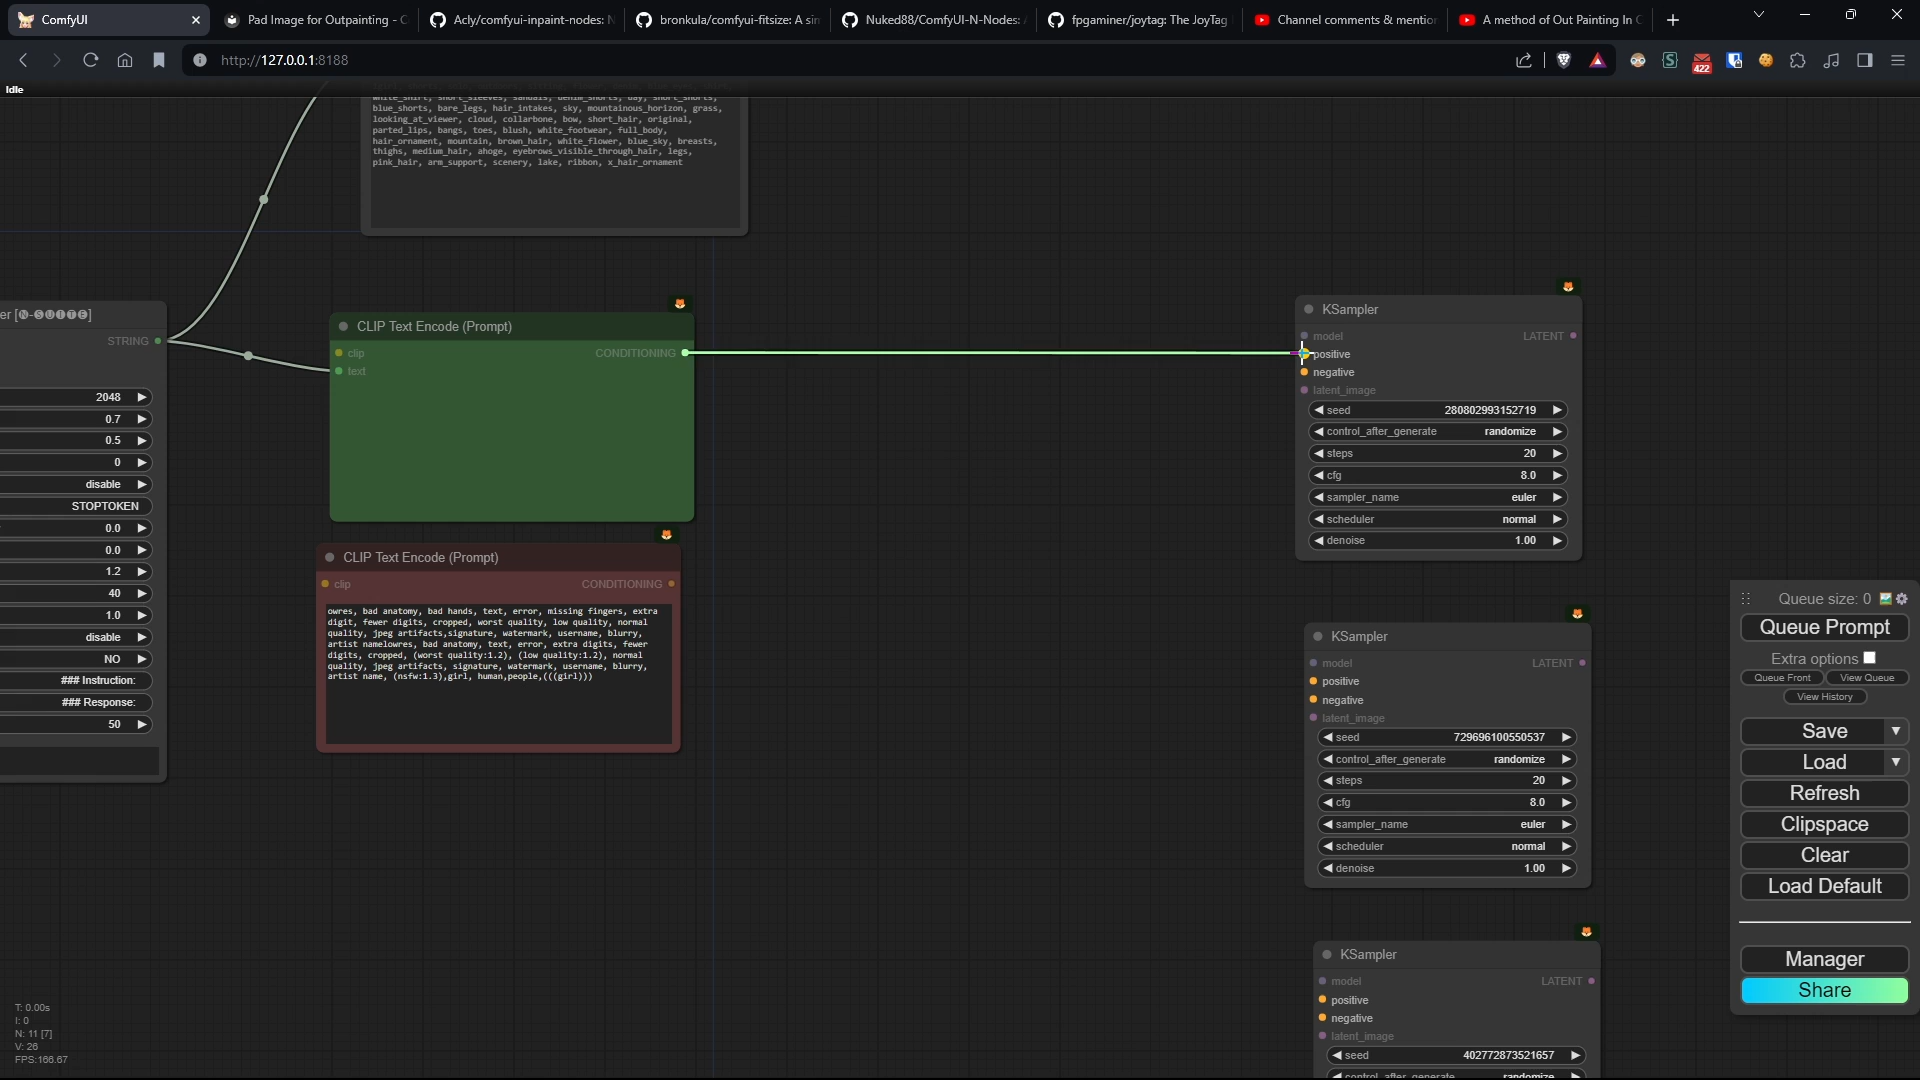 ComfyUI
Pad Image for Outpainting - C
Acly/comfyui-inpaint-nodes: N
bronkula/comfyui-fitsize: A sim
Nuked88/ComfyUI-N-Nodes: A
fpgaminer/joytag: The JoyTag
Channel comments & mention
A method of Out Painting In C
http://127.0.0.1:8188
422
Idle
white_shirt, short_sleeves, sandals, denim_shorts, day, short_shorts,
blue_shorts, bare_legs, hair_intakes, sky, mountainous_horizon, grass,
looking_at_viewer, cloud, collarbone, bow, short_hair, original,
parted_lips, bangs, toes, blush, white_footwear, full_body,
hair_ornament, mountain, brown_hair, white_flower, blue_sky, breasts,
thighs, medium_hair, ahoge, eyebrows_visible_through_hair, legs,
pink_hair, arm_support, scenery, lake, ribbon, x_hair_ornament
er [🅝-🅢🅤🅘🅣🅔]
STRING
2048
0.7
0.5
0
disable
STOPTOKEN
0.0
0.0
1.2
40
1.0
disable
NO
### Instruction:
### Response:
50
CLIP Text Encode (Prompt)
clip
CONDITIONING
text
CLIP Text Encode (Prompt)
clip
CONDITIONING
owres, bad anatomy, bad hands, text, error, missing fingers, extra
digit, fewer digits, cropped, worst quality, low quality, normal
quality, jpeg artifacts,signature, watermark, username, blurry,
artist namelowres, bad anatomy, text, error, extra digits, fewer
digits, cropped, (worst quality:1.2), (low quality:1.2), normal
quality, jpeg artifacts, signature, watermark, username, blurry,
artist name, (nsfw:1.3),girl, human,people,(((girl)))
KSampler
model
LATENT
positive
negative
latent_image
seed 280802993152719
control_after_generate randomize
steps 20
cfg 8.0
sampler_name euler
scheduler normal
denoise 1.00
KSampler
model
LATENT
positive
negative
latent_image
seed 729696100550537
control_after_generate randomize
steps 20
cfg 8.0
sampler_name euler
scheduler normal
denoise 1.00
KSampler
model
LATENT
positive
negative
latent_image
seed 402772873521657
control_after_generate randomize
Queue size: 0
Queue Prompt
Extra options
Queue Front
View Queue
View History
Save
Load
Refresh
Clipspace
Clear
Load Default
Manager
Share
T: 0.00s
I: 0
N: 11 [7]
V: 26
FPS:166.67